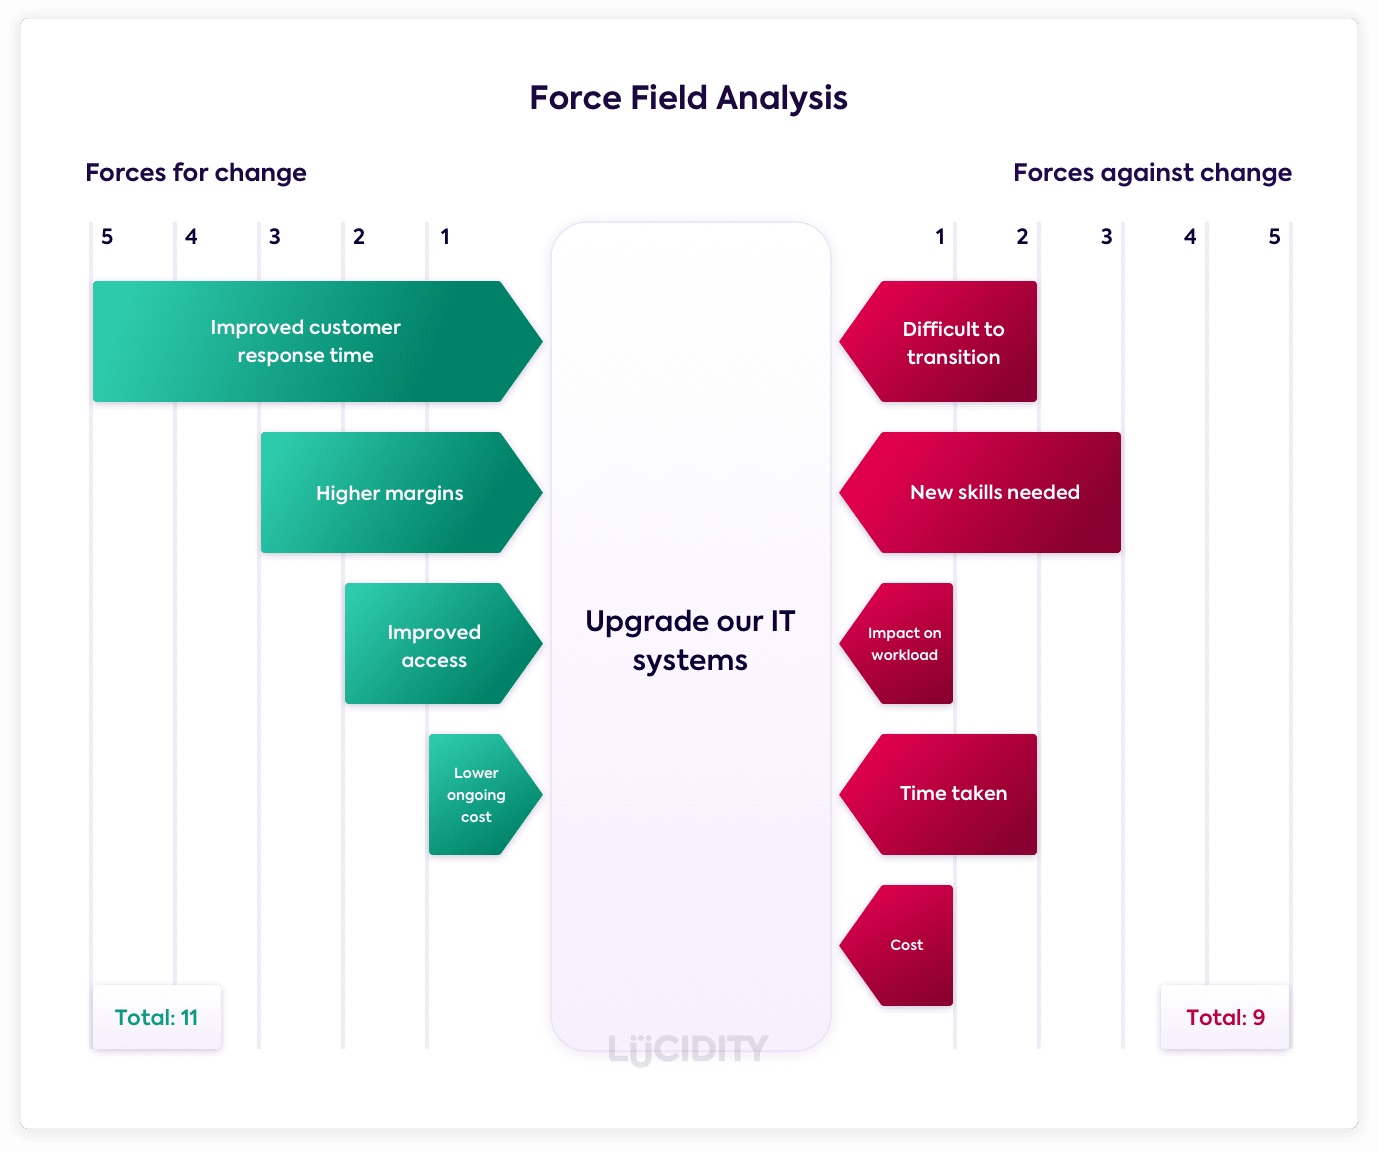 Force Field Analysis
Forces for change
Forces against change
5 4 3 2 1
1 2 3 4 5
Improved customer
response time
Difficult to
transition
Higher margins
New skills needed
Improved
access
Impact on
workload
Upgrade our IT
systems
Lower
ongoing
cost
Time taken
Cost
Total: 11
Total: 9
LÜCIDITY